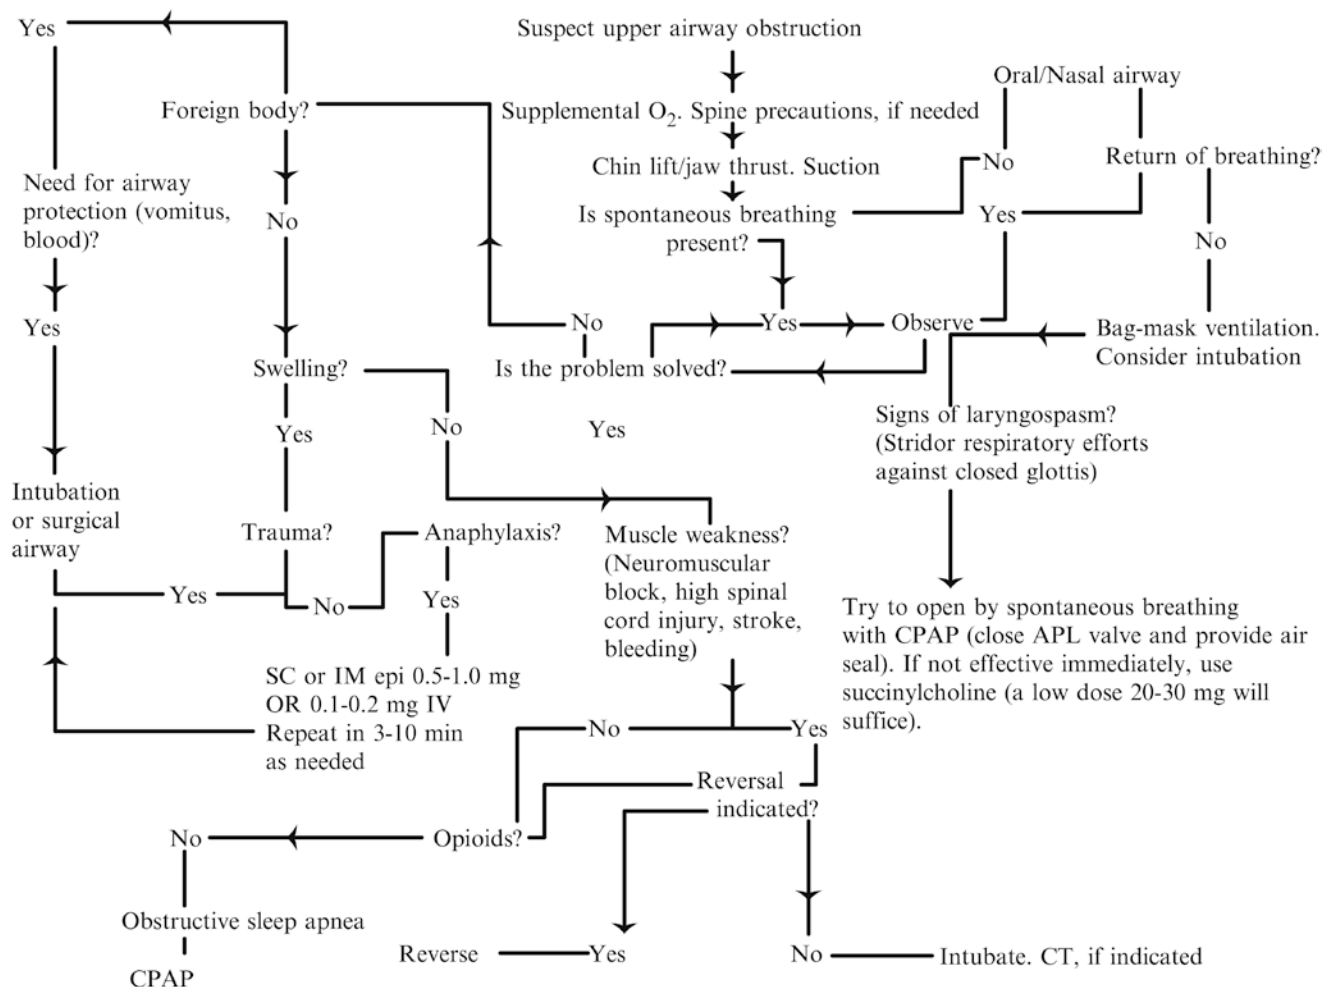 Yes
Suspect upper airway obstruction
Oral/Nasal airway
Foreign body?
Supplemental O2. Spine precautions, if needed
No
Return of breathing?
Chin lift/jaw thrust. Suction
Need for airway
protection (vomitus,
blood)?
No
Is spontaneous breathing
present?
Yes
No
Yes
No
Yes
Observe
Bag-mask ventilation.
Consider intubation
Swelling?
Is the problem solved?
Yes
No
Yes
Signs of laryngospasm?
(Stridor respiratory efforts
against closed glottis)
Intubation
or surgical
airway
Trauma?
Anaphylaxis?
Muscle weakness?
(Neuromuscular
block, high spinal
cord injury, stroke,
bleeding)
Yes
No
Yes
Try to open by spontaneous breathing
with CPAP (close APL valve and provide air
seal). If not effective immediately, use
succinylcholine (a low dose 20-30 mg will
suffice).
SC or IM epi 0.5-1.0 mg
OR 0.1-0.2 mg IV
Repeat in 3-10 min
as needed
No
Yes
Reversal
indicated?
No
Opioids?
Obstructive sleep apnea
CPAP
Reverse
Yes
No
Intubate. CT, if indicated